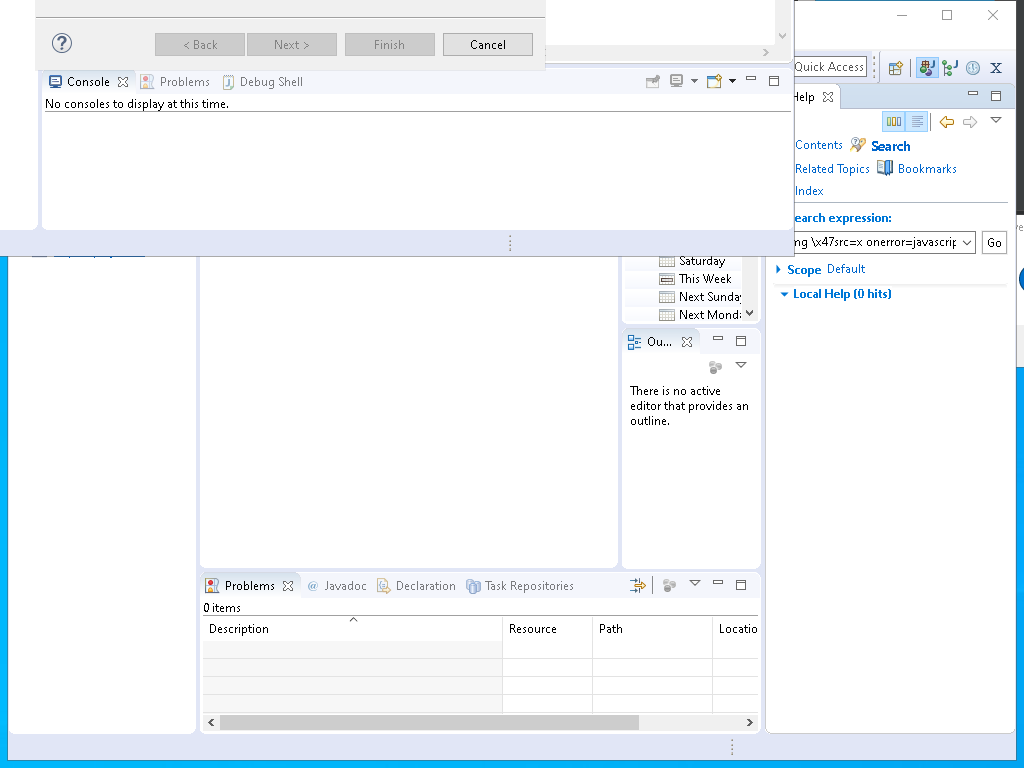 < Back Next > Finish Cancel
Quick Access
Console Problems Debug Shell
No consoles to display at this time.
Help
Contents Search
Related Topics Bookmarks
Index
earch expression:
\x47src=x onerror=javascrip Go
Scope Default
Local Help (0 hits)
Saturday
This Week
Next Sunday
Next Mond
Ou...
There is no active
editor that provides an
outline.
Problems @ Javadoc Declaration Task Repositories
0 items
Description Resource Path Locatio